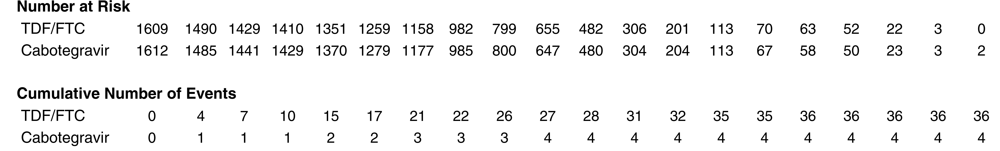 Number at Risk
TDF/FTC 1609 1490 1429 1410 1351 1259 1158 982 799 655 482 306 201 113 70 63 52 22 3 0
Cabotegravir 1612 1485 1441 1429 1370 1279 1177 985 800 647 480 304 204 113 67 58 50 23 3 2
Cumulative Number of Events
TDF/FTC 0 4 7 10 15 17 21 22 26 27 28 31 32 35 35 36 36 36 36 36
Cabotegravir 0 1 1 1 2 2 3 3 3 4 4 4 4 4 4 4 4 4 4 4